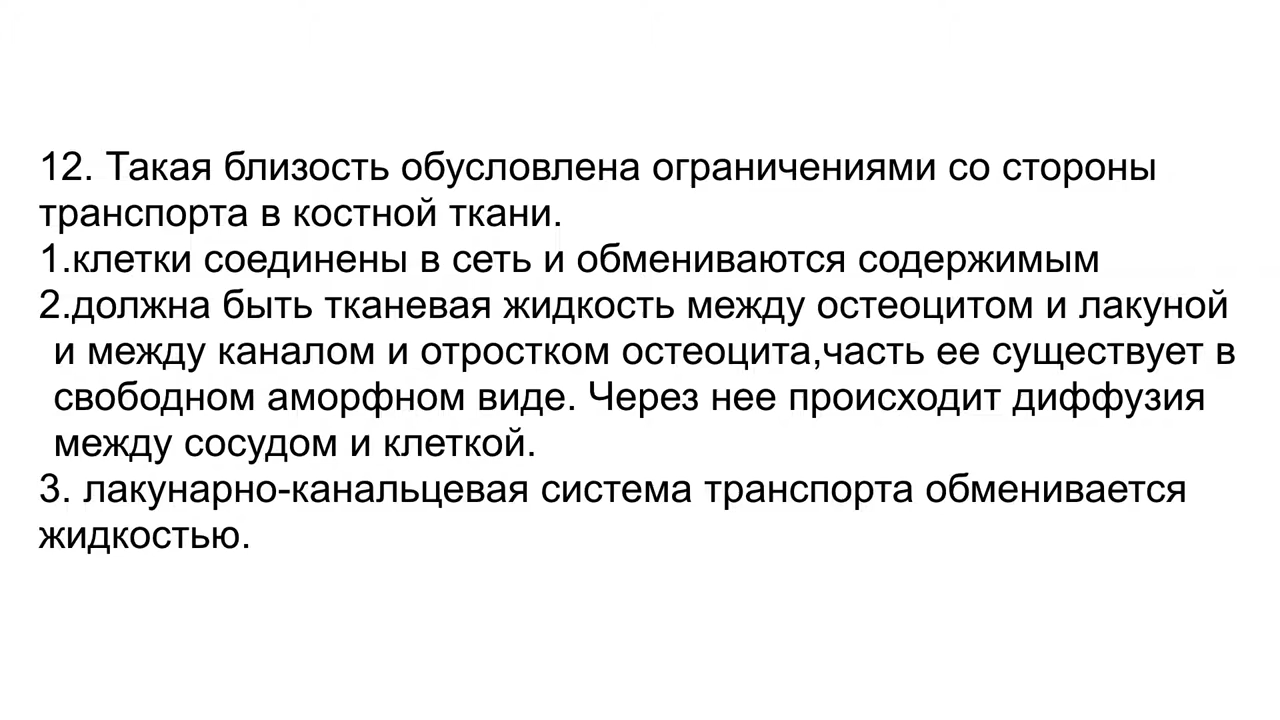 12. Такая близость обусловлена ограничениями со стороны
транспорта в костной ткани.
1.клетки соединены в сеть и обмениваются содержимым
2.должна быть тканевая жидкость между остеоцитом и лакуной
и между каналом и отростком остеоцита,часть ее существует в
свободном аморфном виде. Через нее происходит диффузия
между сосудом и клеткой.
3. лакунарно-канальцевая система транспорта обменивается
жидкостью.